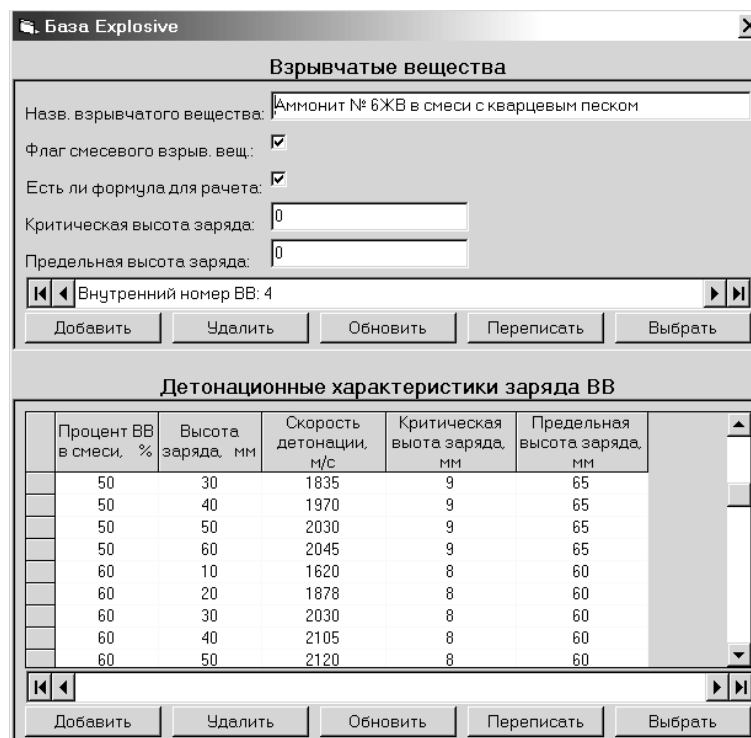 База Explosive
Взрывчатые вещества
Назв. взрывчатого вещества: Аммонит № 6ЖВ в смеси с кварцевым песком
Флаг смесевого взрыв. вещ.:
Есть ли формула для рачета:
Критическая высота заряда: 0
Предельная высота заряда: 0
Внутренний номер ВВ: 4
Добавить Удалить Обновить Переписать Выбрать
Детонационные характеристики заряда ВВ
Процент ВВ в смеси, % Высота заряда, мм Скорость детонации, м/с Критическая выота заряда, мм Предельная высота заряда, мм
50 30 1835 9 65
50 40 1970 9 65
50 50 2030 9 65
50 60 2045 9 65
60 10 1620 8 60
60 20 1878 8 60
60 30 2030 8 60
60 40 2105 8 60
60 50 2120 8 60
Добавить Удалить Обновить Переписать Выбрать